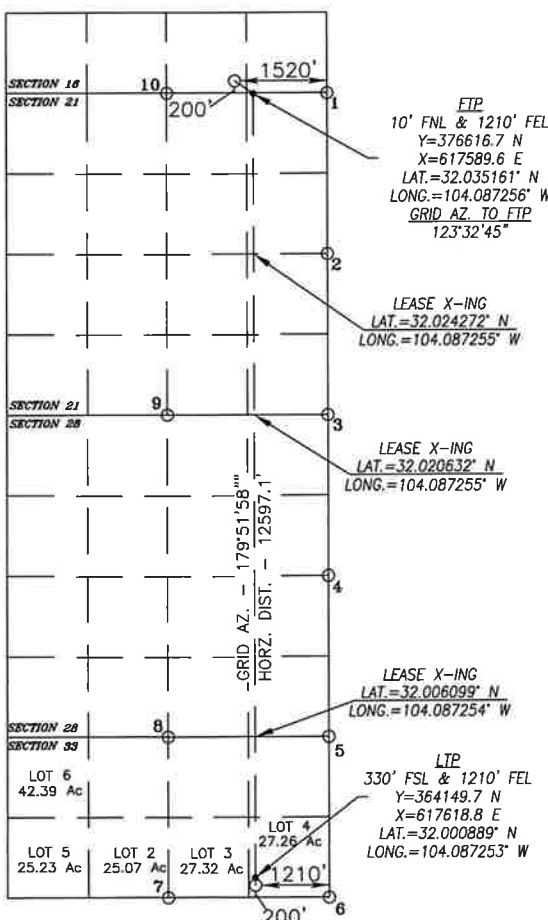 SECTION 16
SECTION 21
10
1520'
200'
1
FTP
10' FNL & 1210' FEL
Y=376616.7 N
X=617589.6 E
LAT.=32.035161° N
LONG.=104.087256° W
GRID AZ. TO FTP
123°32'45"
2
LEASE X-ING
LAT.=32.024272° N
LONG.=104.087255° W
SECTION 21
SECTION 28
9
3
LEASE X-ING
LAT.=32.020632° N
LONG.=104.087255° W
GRID AZ. - 179°51'58""
HORZ. DIST. - 12597.1'
4
LEASE X-ING
LAT.=32.006099° N
LONG.=104.087254° W
SECTION 28
SECTION 33
8
5
LOT 6
42.39 Ac
LTP
330' FSL & 1210' FEL
Y=364149.7 N
X=617618.8 E
LAT.=32.000889° N
LONG.=104.087253° W
LOT 4
27.26 Ac
LOT 5
25.23 Ac
LOT 2
25.07 Ac
LOT 3
27.32 Ac
1210'
7
200'
6